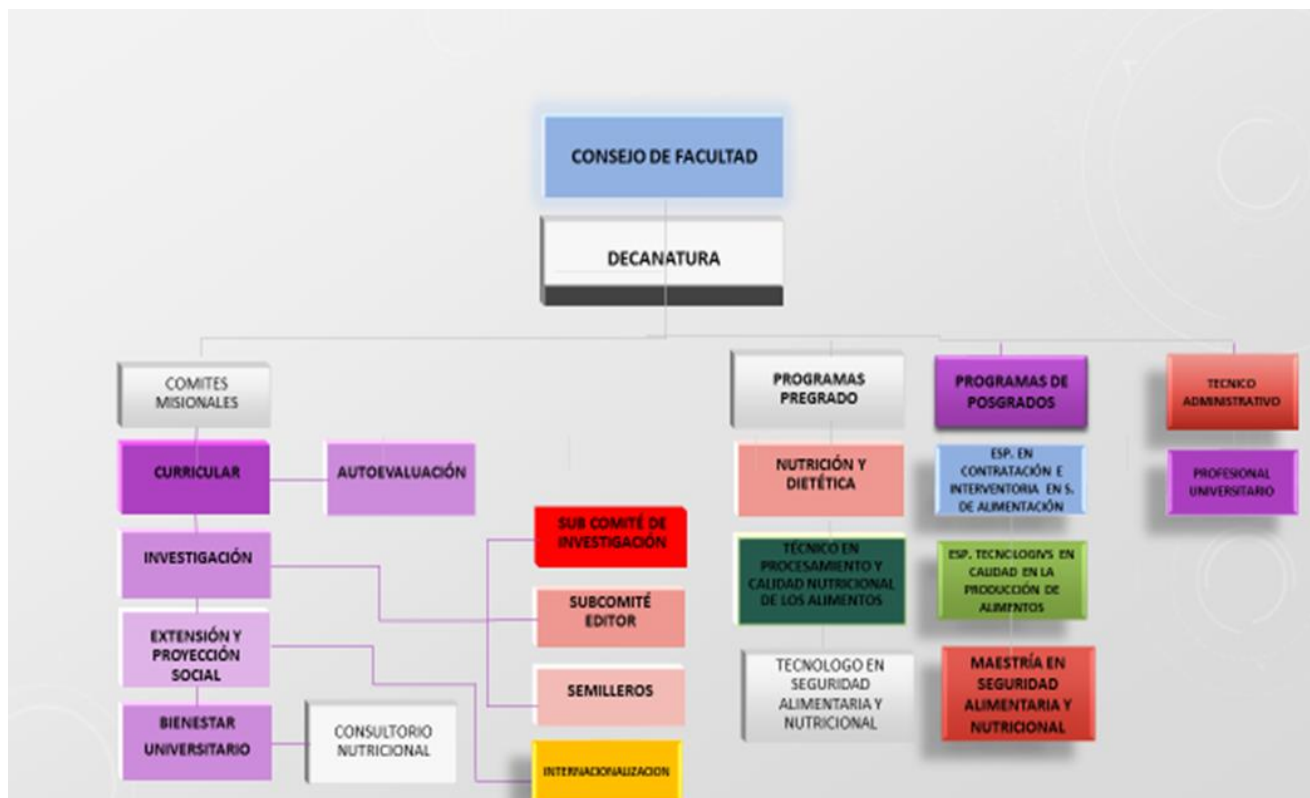 CONSEJO DE FACULTAD
DECANATURA
COMITES
MISIONALES
CURRICULAR
AUTOEVALUACIÓN
INVESTIGACIÓN
EXTENSIÓN Y
PROYECCIÓN
SOCIAL
BIENESTAR
UNIVERSITARIO
CONSULTORIO
NUTRICIONAL
SUB COMITÉ DE
INVESTIGACIÓN
SUBCOMITÉ
EDITOR
SEMILLEROS
INTERNACIONALIZACION
PROGRAMAS
PREGRADO
NUTRICIÓN Y
DIETÉTICA
TÉCNICO EN
PROCESAMIENTO Y
CALIDAD NUTRICIONAL
DE LOS ALIMENTOS
TECNOLOGO EN
SEGURIDAD
ALIMENTARIA Y
NUTRICIONAL
PROGRAMAS DE
POSGRADOS
ESP. EN
CONTRATACIÓN E
INTERVENTORIA EN S.
DE ALIMENTACIÓN
ESP. TECNOLOGIVS EN
CALIDAD EN LA
PRODUCCIÓN DE
ALIMENTOS
MAESTRÍA EN
SEGURIDAD
ALIMENTARIA Y
NUTRICIONAL
TECNICO
ADMINISTRATIVO
PROFESIONAL
UNIVERSITARIO